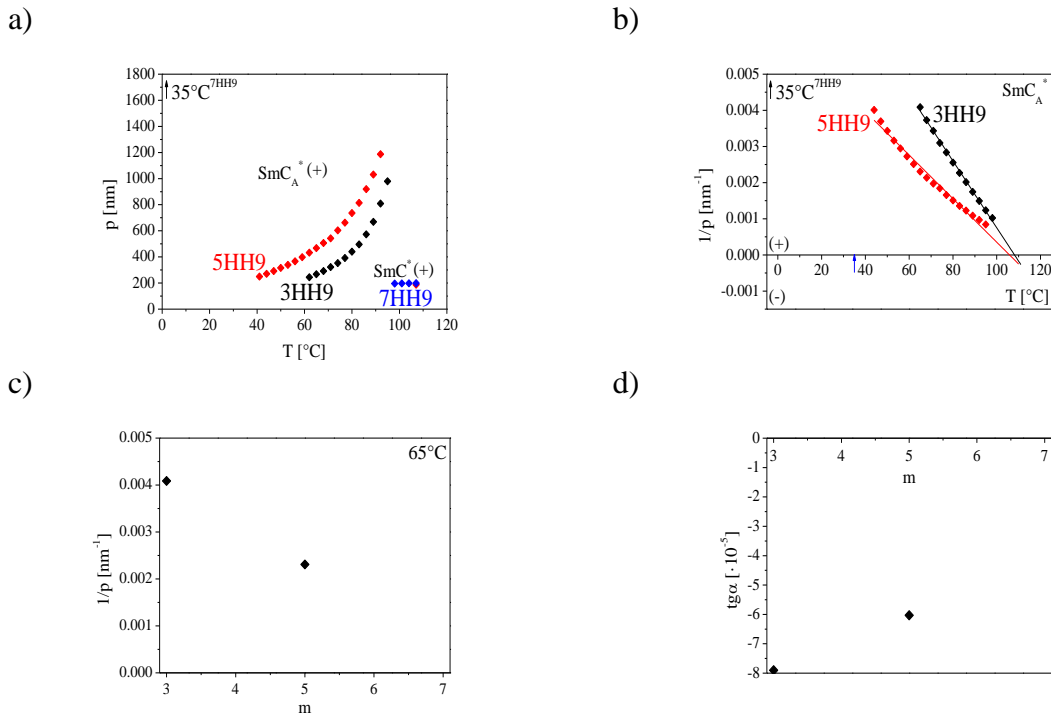 a)
1800
1600
1400
1200
1000
800
600
400
200
0
p [nm]
35°C 7HH9
SmC_A^* (+)
5HH9
3HH9
SmC^* (+)
7HH9
0 20 40 60 80 100 120
T [°C]
b)
0.005
0.004
0.003
0.002
0.001
0.000
-0.001
1/p [nm^-1]
35°C 7HH9
SmC_A^*
5HH9
3HH9
(+)
(-)
0 20 40 60 80 100 120
T [°C]
c)
0.005
0.004
0.003
0.002
0.001
0.000
1/p [nm^-1]
65°C
3 4 5 6 7
m
d)
0
-1
-2
-3
-4
-5
-6
-7
-8
tgα [·10^-5]
3 4 5 6 7
m